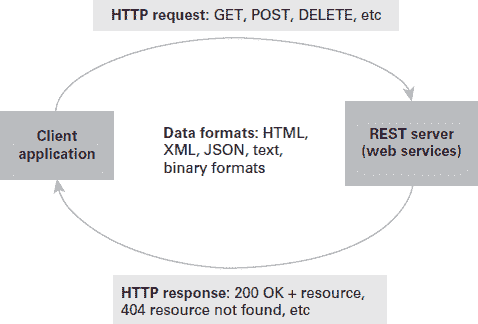 HTTP request: GET, POST, DELETE, etc
Client
application
Data formats: HTML,
XML, JSON, text,
binary formats
REST server
(web services)
HTTP response: 200 OK + resource,
404 resource not found, etc